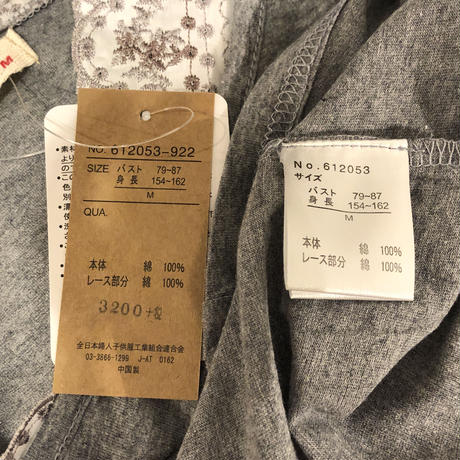 M
NO. 612053-922
SIZE バスト 79~87
身長 154~162
M
QUA.
本体 綿 100%
レース部分 綿 100%
3200+税
全日本婦人子供服工業組合連合会
03-3866-1299 J-AT 0162
中国製
No.612053
サイズ
バスト 79~87
身長 154~162
M
本体 綿 100%
レース部分 綿 100%